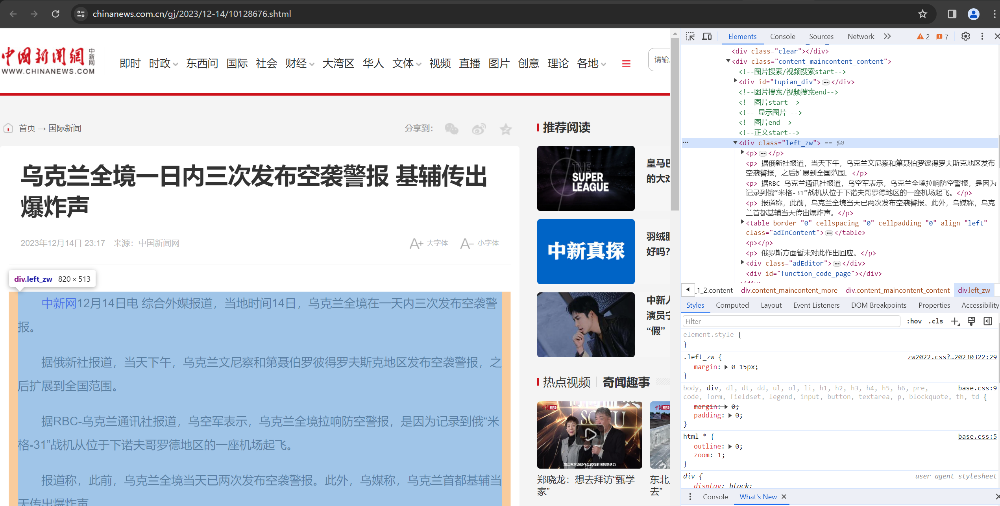 chinanews.com.cn/gj/2023/12-14/10128676.shtml
中国新闻網 中新网
WWW.CHINANEWS.COM
即时 时政 东西问 国际 社会 财经 大湾区 华人 文体 视频 直播 图片 创意 理论 各地
请输
首页 → 国际新闻
分享到：
乌克兰全境一日内三次发布空袭警报 基辅传出
爆炸声
2023年12月14日 23:17 来源：中国新闻网
A+ 大字体 A- 小字体
div.left_zw 820 × 513
中新网12月14日电 综合外媒报道，当地时间14日，乌克兰全境在一天内三次发布空袭警
报。
据俄新社报道，当天下午，乌克兰文尼察和第聂伯罗彼得罗夫斯克地区发布空袭警报，之
后扩展到全国范围。
据RBC-乌克兰通讯社报道，乌空军表示，乌克兰全境拉响防空警报，是因为记录到俄“米
格-31”战机从位于下诺夫哥罗德地区的一座机场起飞。
报道称，此前，乌克兰全境当天已两次发布空袭警报。此外，乌媒称，乌克兰首都基辅当
天传出爆炸声
推荐阅读
THE
SUPER
LEAGUE
皇马巴
的大戏
中新真探
羽绒服
好吗?
中新人
演员宁
“假”
热点视频 奇闻趣事
中新视频
观众喜欢说明作品它有时间的穿透力
郑晓龙：想去拜访“甄学
家”
中新视频
东北人
去”
Elements Console Sources Network 2 7
<div class="clear"></div>
<div class="content_maincontent_content">
<!--图片搜索/视频搜索start-->
<div id="tupian_div">…</div>
<!--图片搜索/视频搜索end-->
<!--图片start-->
<!-- 显示图片 -->
<!--图片end-->
<!--正文start-->
<div class="left_zw"> == $0
<p>…</p>
<p> 据俄新社报道，当天下午，乌克兰文尼察和第聂伯罗彼得罗夫斯克地区发布
空袭警报，之后扩展到全国范围。</p>
<p> 据RBC-乌克兰通讯社报道，乌空军表示，乌克兰全境拉响防空警报，是因为
记录到俄“米格-31”战机从位于下诺夫哥罗德地区的一座机场起飞。</p>
<p> 报道称，此前，乌克兰全境当天已两次发布空袭警报。此外，乌媒称，乌克
兰首都基辅当天传出爆炸声。</p>
<table border="0" cellspacing="0" cellpadding="0" align="left"
class="adInContent">…</table>
<p></p>
<p> 俄罗斯方面暂未对此作出回应。</p>
<div class="adEditor">…</div>
<div id="function_code_page"></div>
_1_2.content div.content_maincontent_more div.content_maincontent_content div.left_zw
Styles Computed Layout Event Listeners DOM Breakpoints Properties Accessibility
Filter :hov .cls
element.style {
}
.left_zw { zw2022.css?…20230322:29
margin: 0 15px;
}
body, div, dl, dt, dd, ul, ol, li, h1, h2, h3, h4, h5, h6, pre, base.css:9
code, form, fieldset, legend, input, button, textarea, p, blockquote, th, td {
margin: 0;
padding: 0;
}
html * { base.css:5
outline: 0;
zoom: 1;
}
div { user agent stylesheet
display: block;
Console What's New